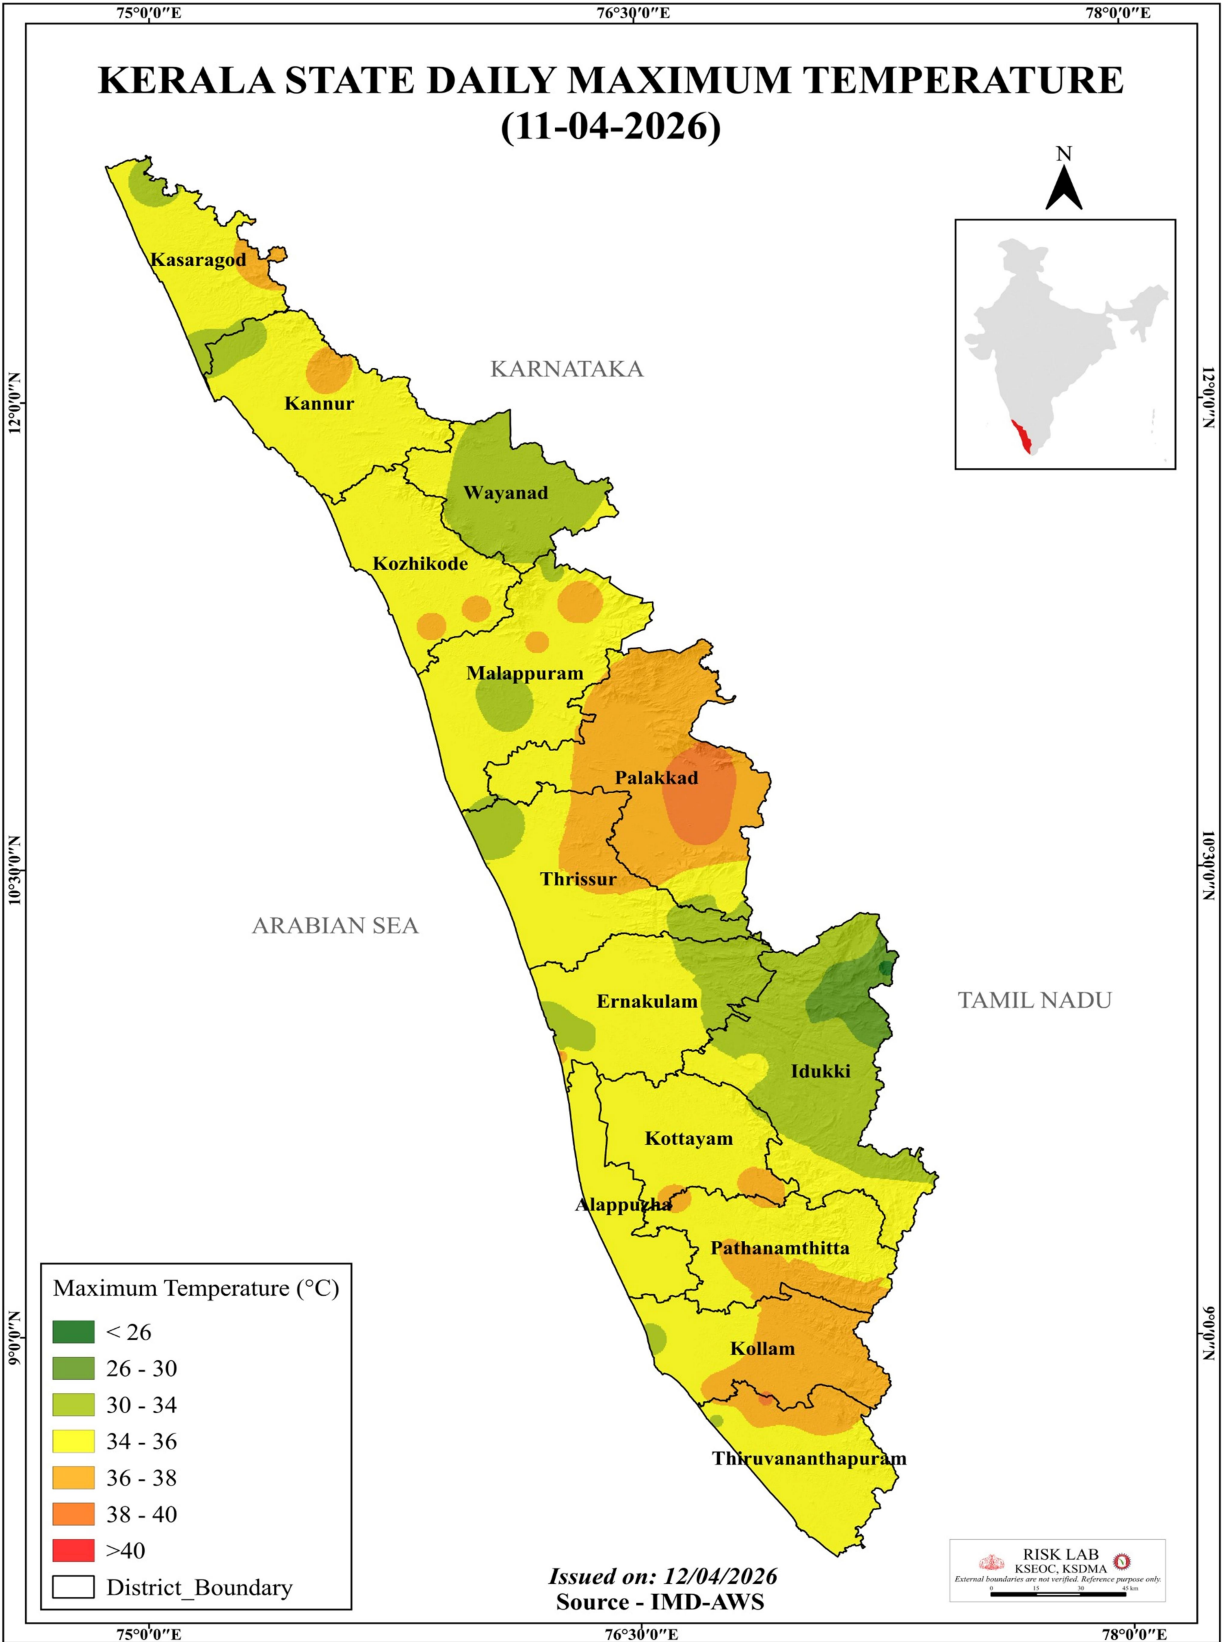 75°0'0"E 76°30'0"E 78°0'0"E
KERALA STATE DAILY MAXIMUM TEMPERATURE
(11-04-2026)
N
Kasaragod
KARNATAKA
Kannur
12°0'0"N 12°0'0"N
Wayanad
Kozhikode
Malappuram
Palakkad
10°30'0"N 10°30'0"N
Thrissur
ARABIAN SEA
Ernakulam
TAMIL NADU
Idukki
Kottayam
Alappuzha
Pathanamthitta
9°0'0"N 9°0'0"N
Kollam
Thiruvananthapuram
Maximum Temperature (°C)
< 26
26 - 30
30 - 34
34 - 36
36 - 38
38 - 40
>40
District_Boundary
Issued on: 12/04/2026
Source - IMD-AWS
RISK LAB
KSEOC, KSDMA
External boundaries are not verified. Reference purpose only.
0 15 30 45 km
75°0'0"E 76°30'0"E 78°0'0"E